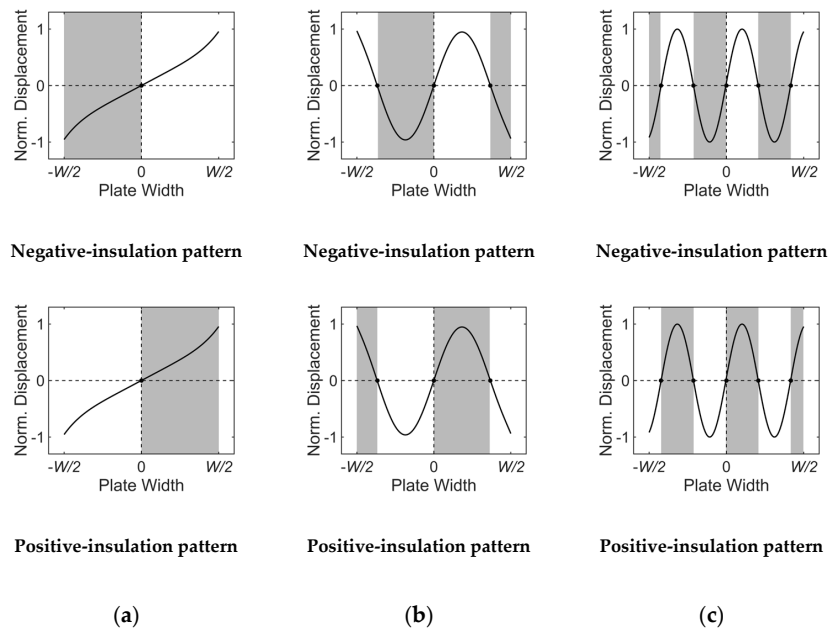 Norm. Displacement
1
0
-1
-W/2 0 W/2
Plate Width
Negative-insulation pattern
Norm. Displacement
1
0
-1
-W/2 0 W/2
Plate Width
Negative-insulation pattern
Norm. Displacement
1
0
-1
-W/2 0 W/2
Plate Width
Negative-insulation pattern
Norm. Displacement
1
0
-1
-W/2 0 W/2
Plate Width
Positive-insulation pattern
Norm. Displacement
1
0
-1
-W/2 0 W/2
Plate Width
Positive-insulation pattern
Norm. Displacement
1
0
-1
-W/2 0 W/2
Plate Width
Positive-insulation pattern
(a)
(b)
(c)